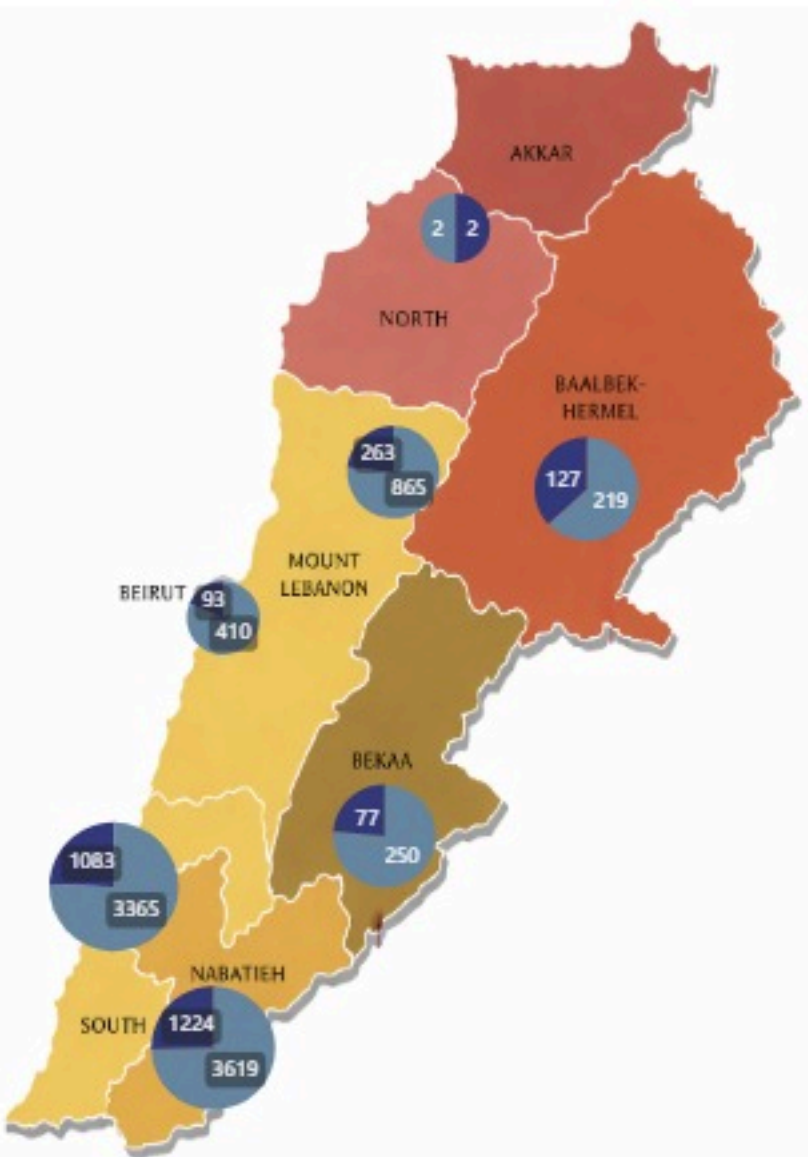 AKKAR
2 2
NORTH
BAALBEK-
HERMEL
263
865
127
219
MOUNT
LEBANON
BEIRUT
93
410
BEKAA
77
250
1083
3365
NABATIEH
SOUTH
1224
3619